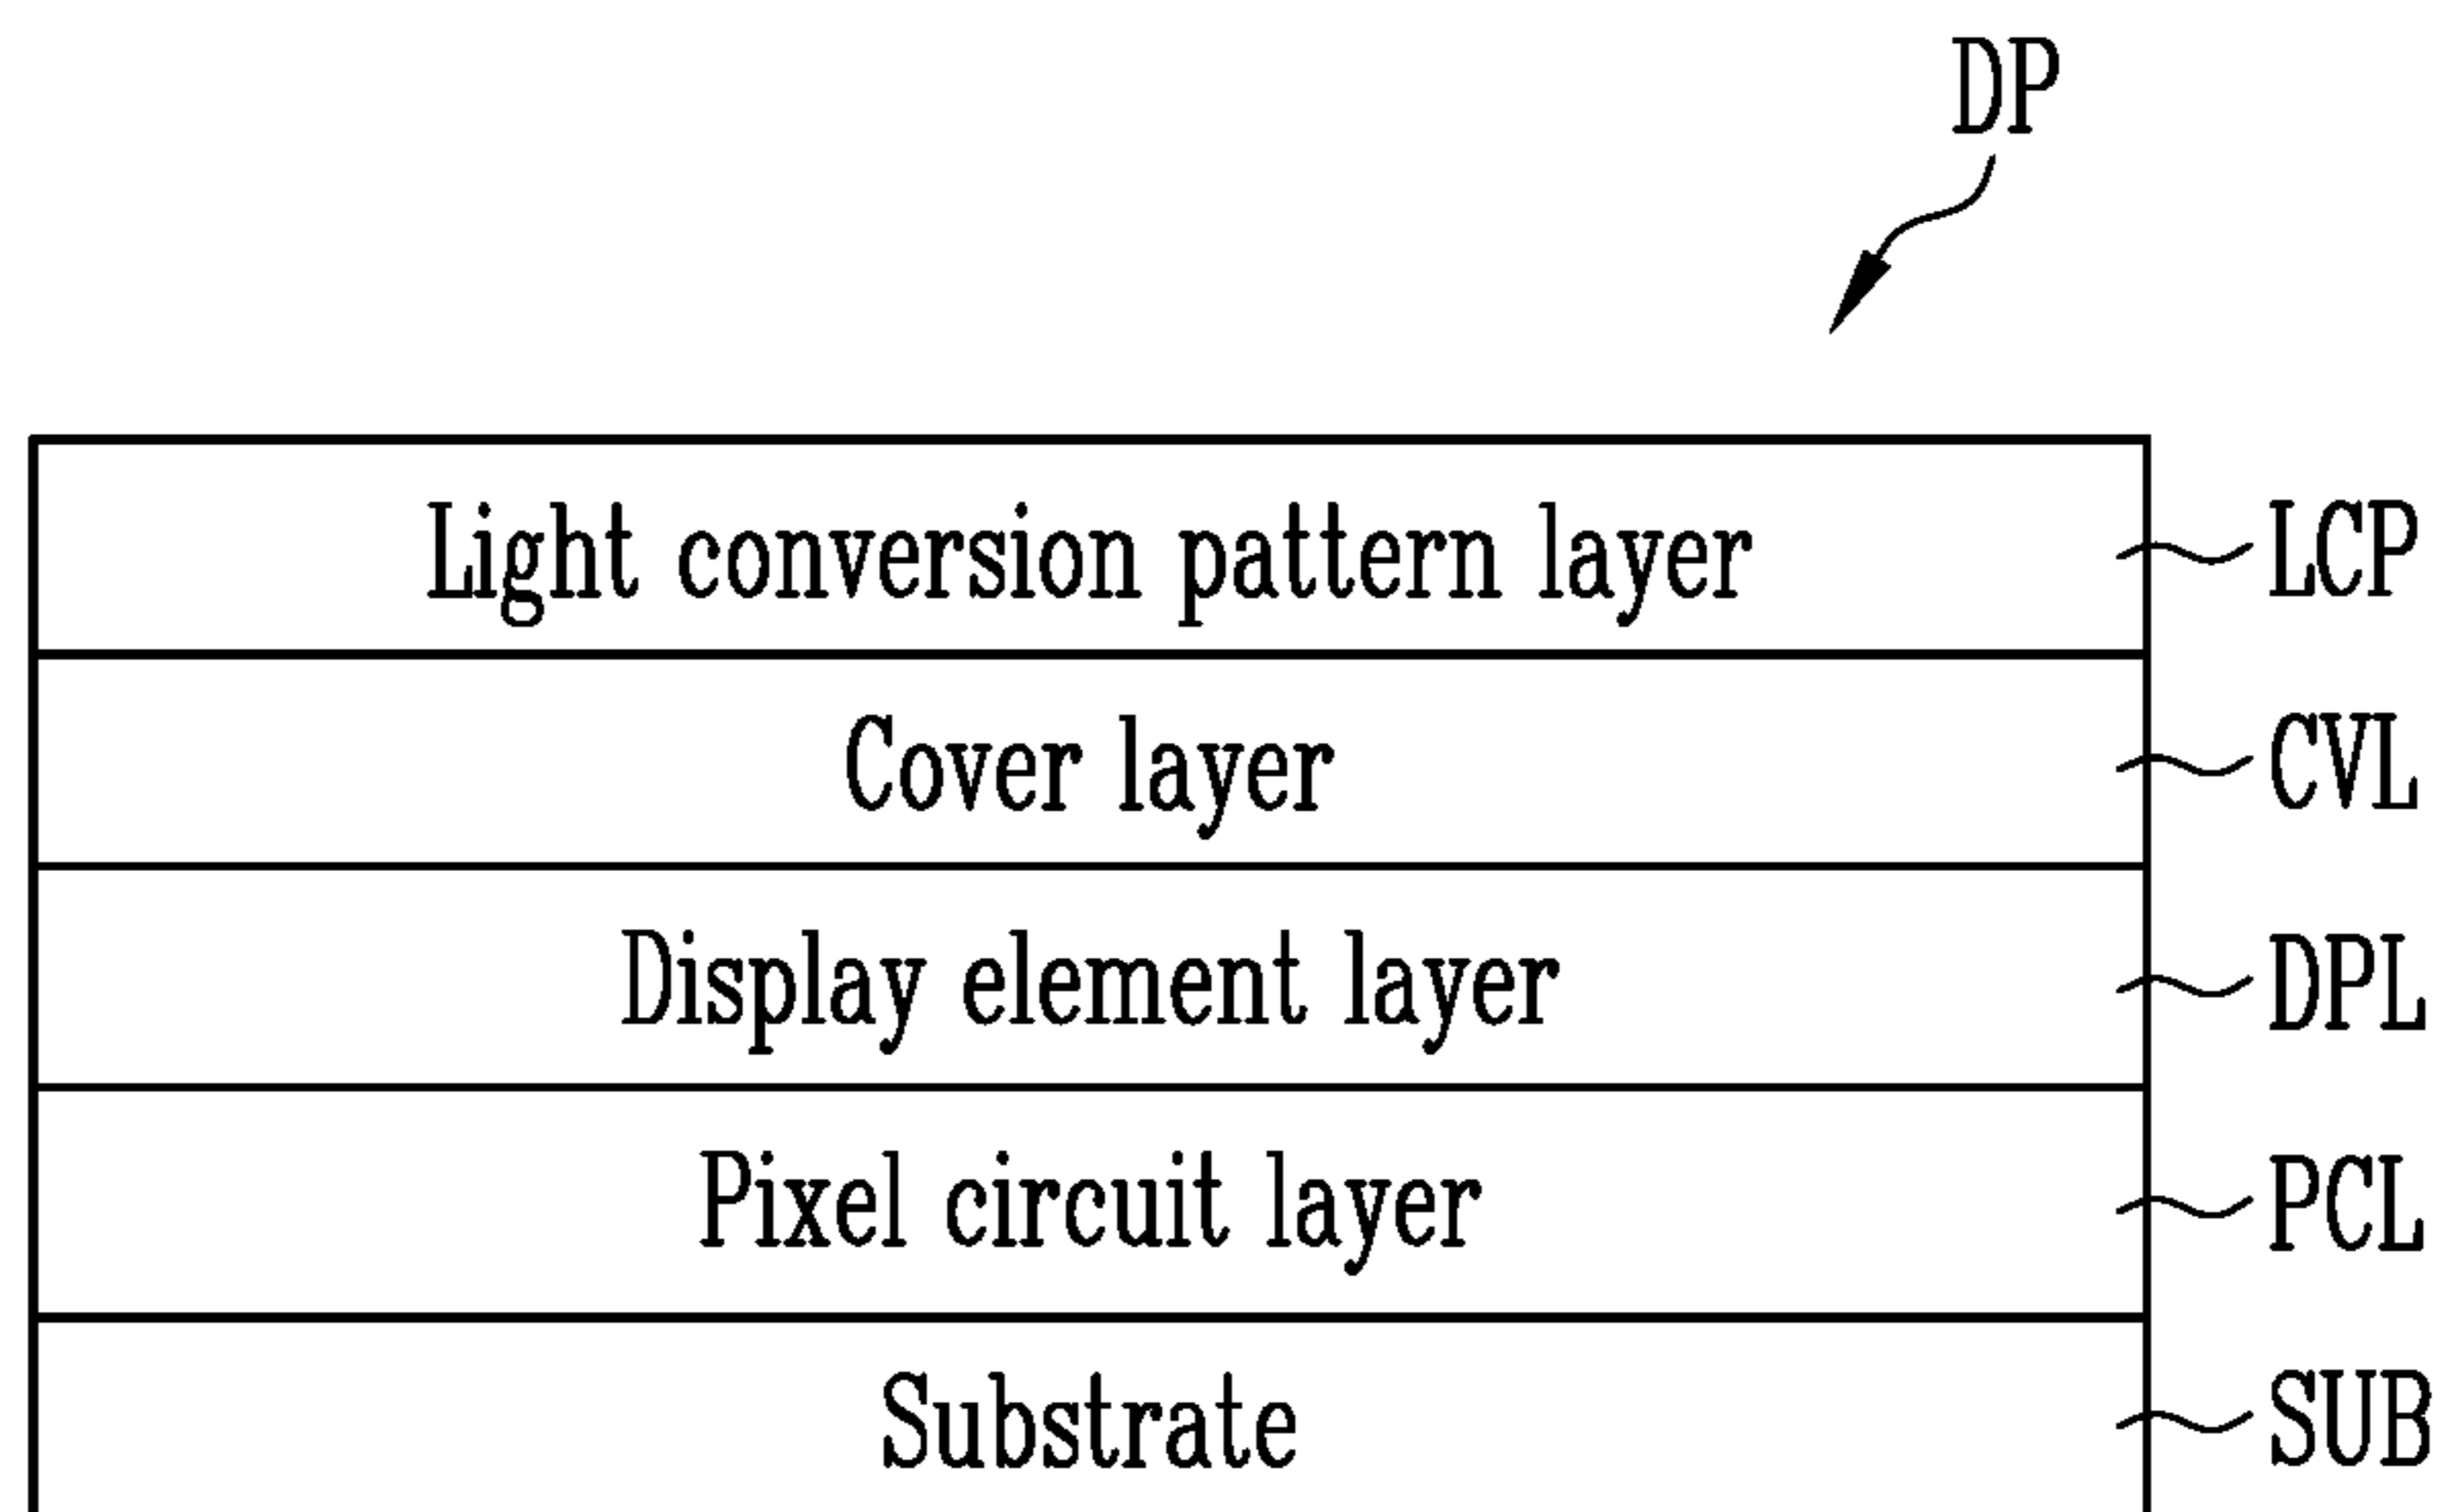 DP
Light conversion pattern layer LCP
Cover layer CVL
Display element layer DPL
Pixel circuit layer PCL
Substrate SUB